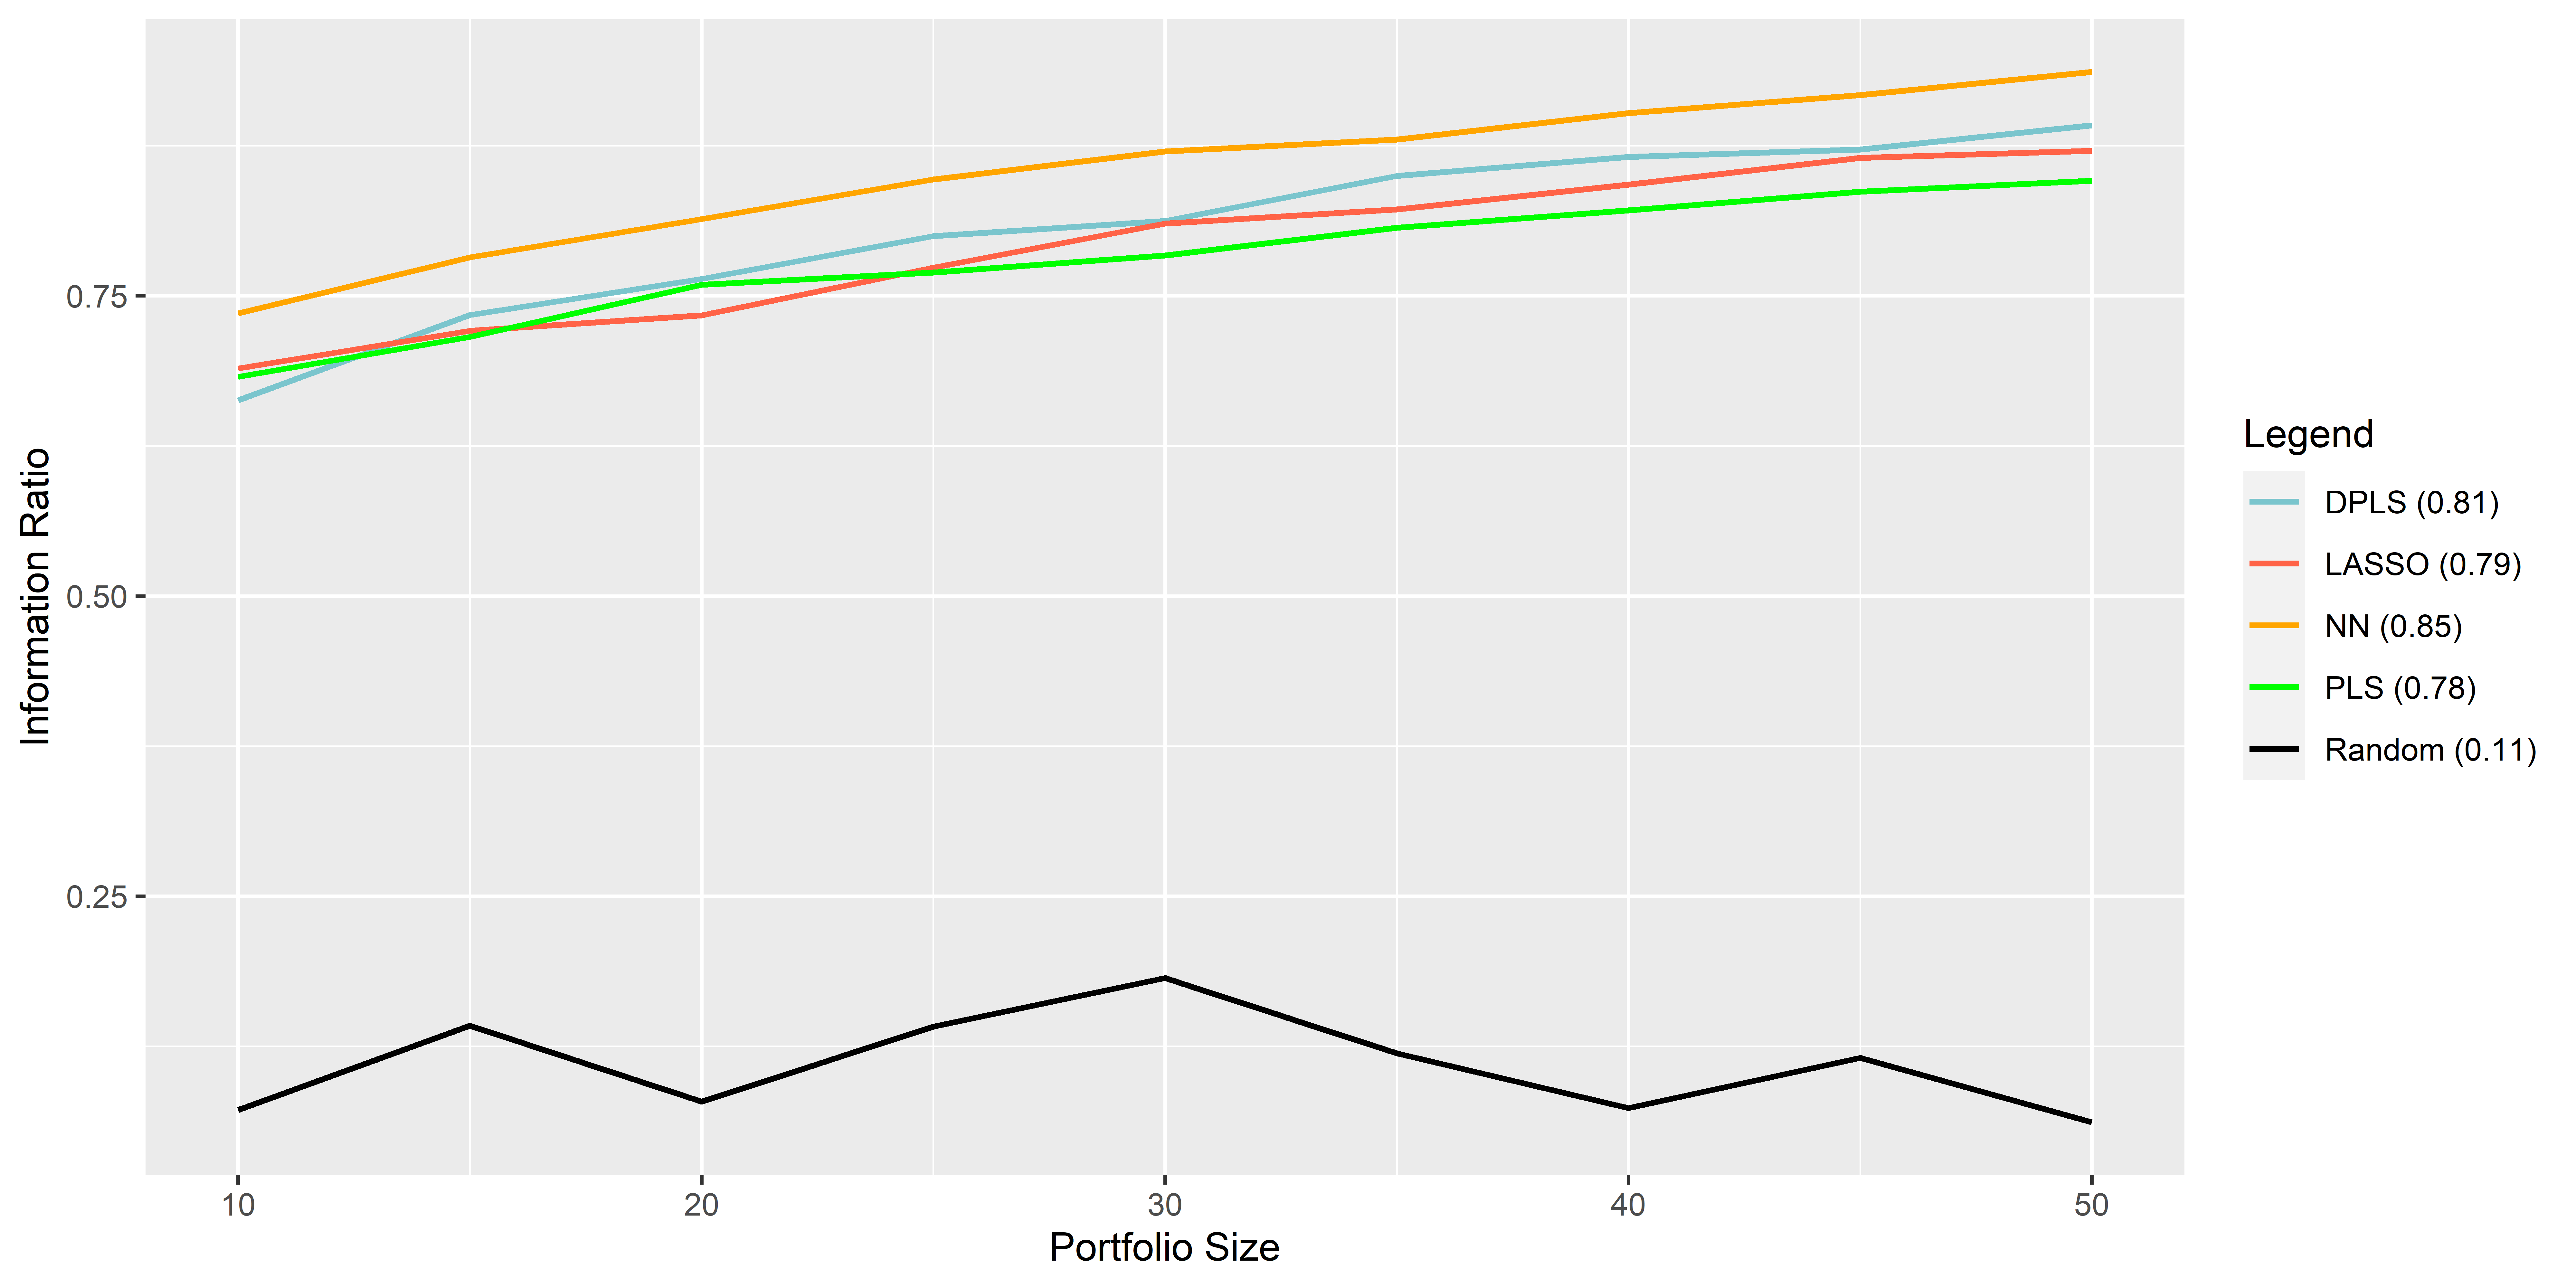 Information Ratio
0.75
0.50
0.25
10
20
30
40
50
Portfolio Size
Legend
DPLS (0.81)
LASSO (0.79)
NN (0.85)
PLS (0.78)
Random (0.11)